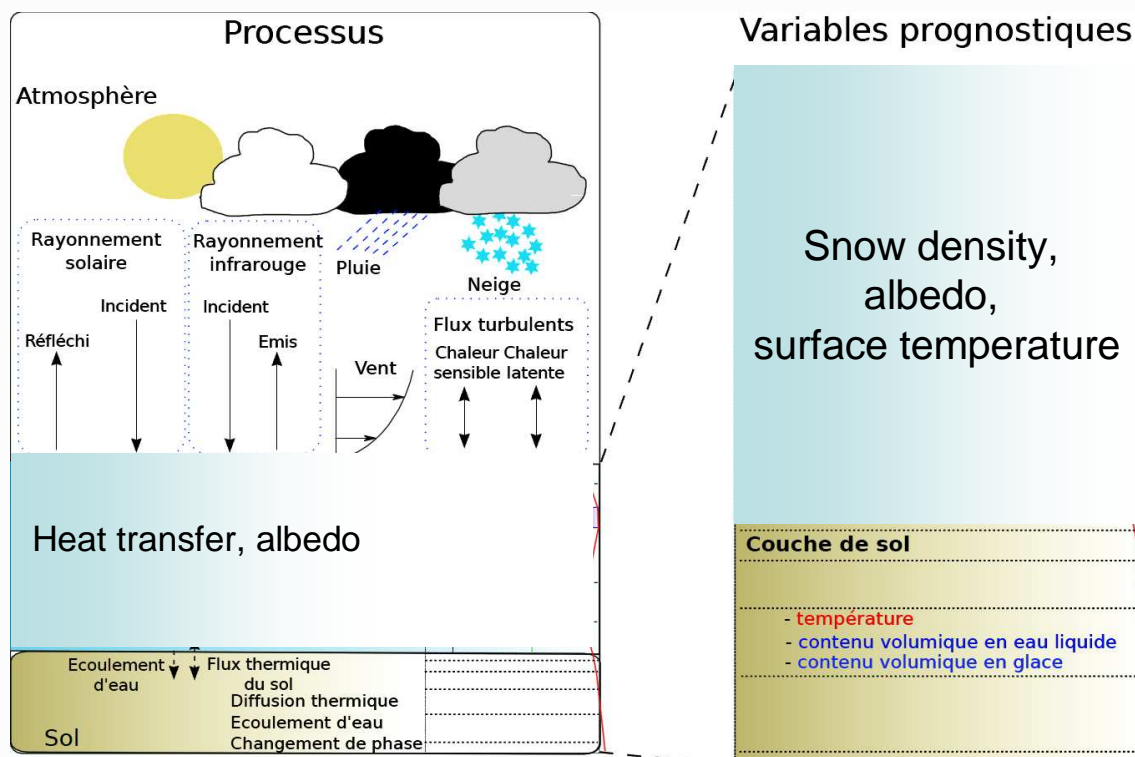 Processus
Atmosphère
Rayonnement
solaire
Incident
Réfléchi
Rayonnement
infrarouge
Incident
Emis
Pluie
Vent
Neige
Flux turbulents
Chaleur Chaleur
sensible latente
Heat transfer, albedo
Ecoulement
d'eau
Flux thermique
du sol
Diffusion thermique
Ecoulement d'eau
Changement de phase
Sol
Variables prognostiques
Snow density,
albedo,
surface temperature
Couche de sol
- température
- contenu volumique en eau liquide
- contenu volumique en glace